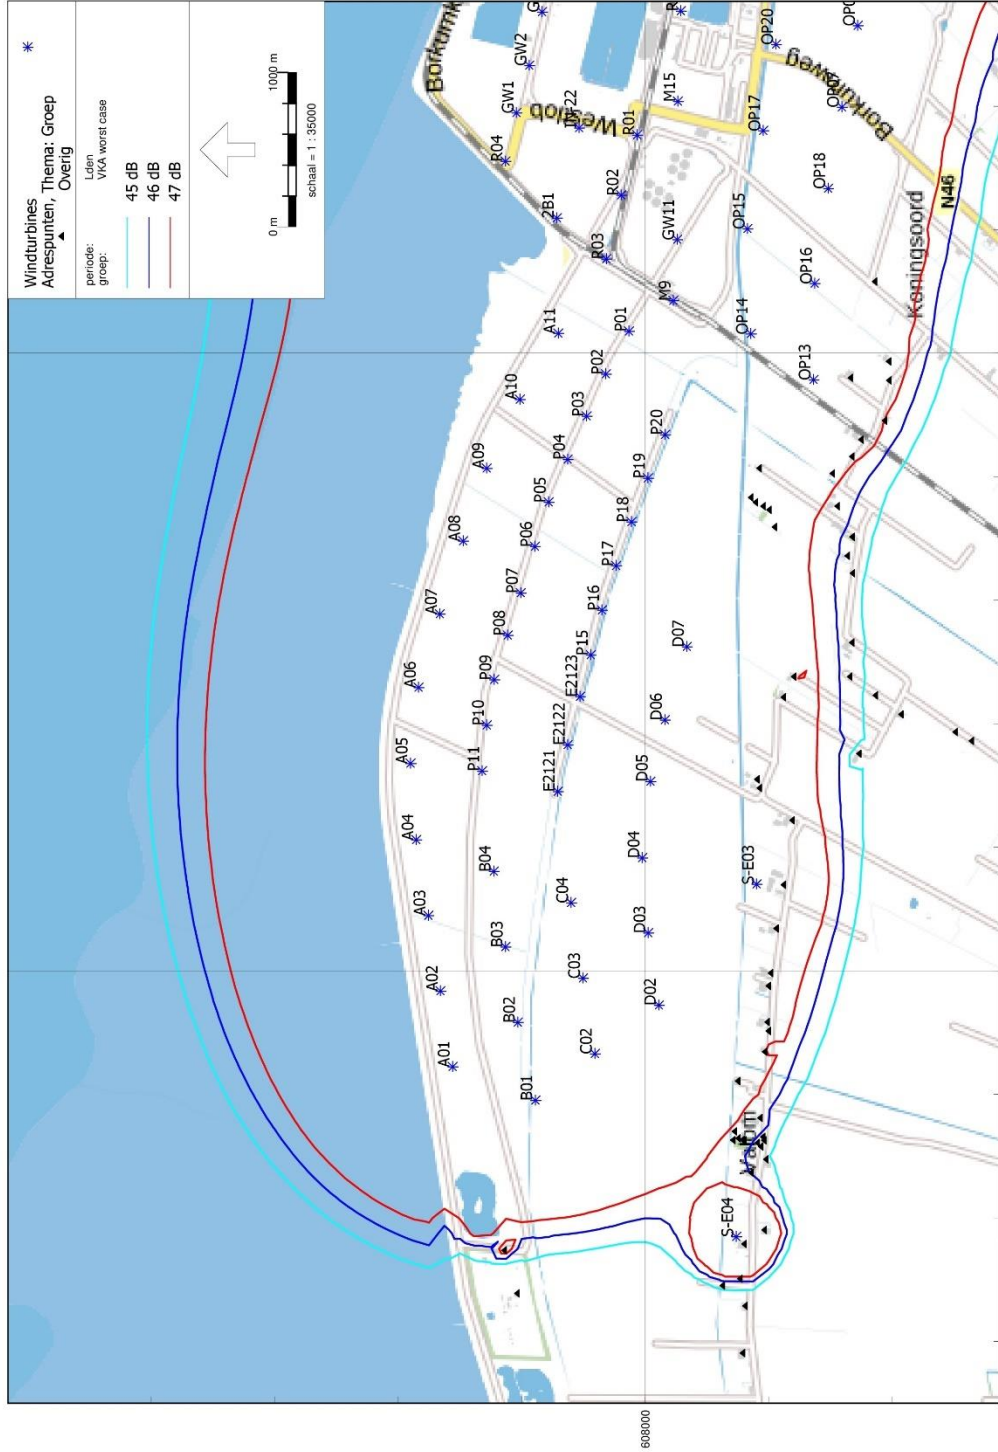 Windturbines
Adrespunten, Thema: Groep
Overig
periode: Lden
groep: VKA worst case
45 dB
46 dB
47 dB
0 m 1000 m
schaal = 1 : 35000
A01
A02
A03
A04
A05
A06
A07
A08
A09
A10
A11
2B1
R04
GW1
GW2
B01
B02
B03
B04
P11
P10
P09
P08
P07
P06
P05
P04
P03
P02
P01
R03
R02
R01
C02
C03
C04
E2121
E2122
E2123
P15
P16
P17
P18
P19
P20
M9
GW11
M15
D02
D03
D04
D05
D06
D07
S-E04
S-E03
OP13
OP14
OP15
OP16
OP17
OP18
OP20
Borkumweg
N46
Koningsoord
608000